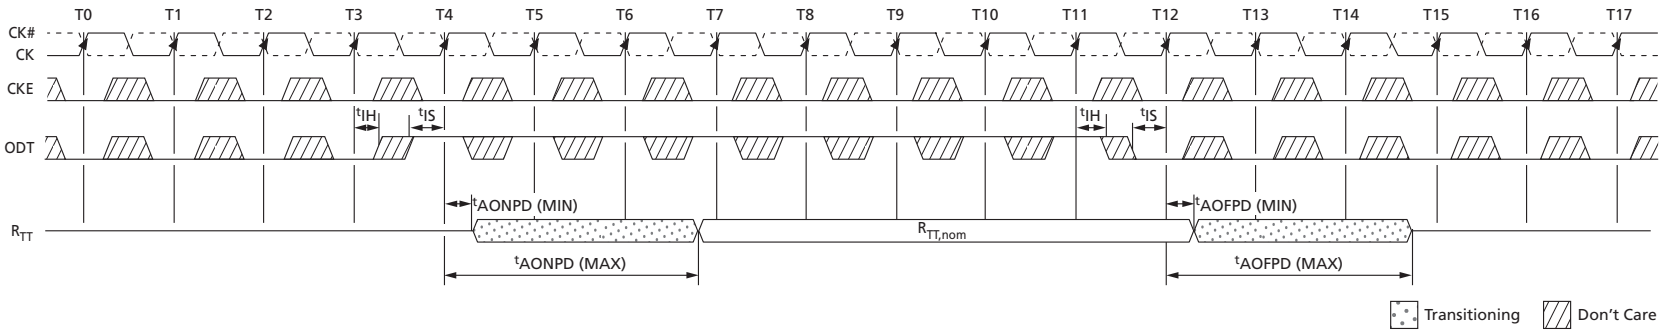 T0 T1 T2 T3 T4 T5 T6 T7 T8 T9 T10 T11 T12 T13 T14 T15 T16 T17
CK#
CK
CKE
tIH tIS tIH tIS
ODT
tAONPD (MIN) tAOFPD (MIN)
RTT RTT,nom
tAONPD (MAX) tAOFPD (MAX)
Transitioning Don't Care